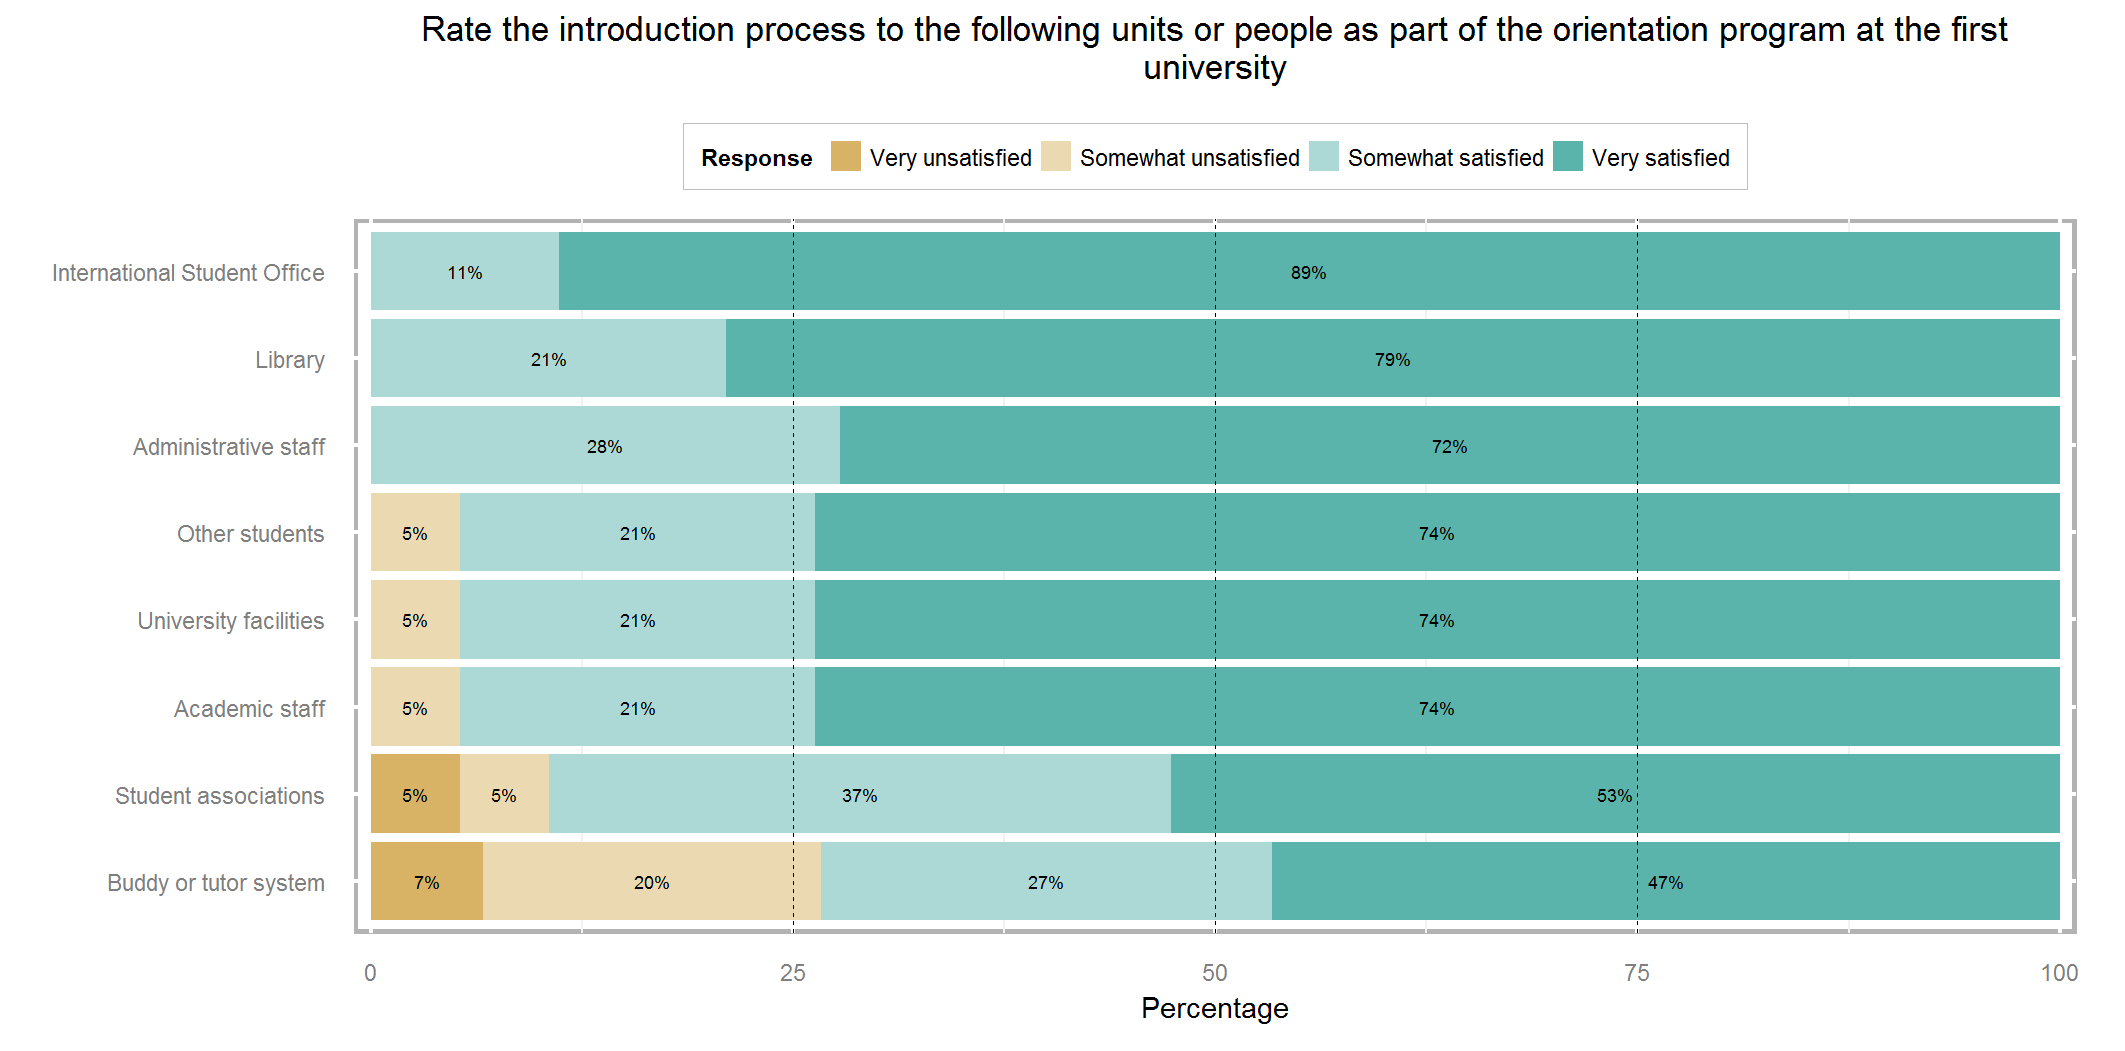 Rate the introduction process to the following units or people as part of the orientation program at the first
university
Response Very unsatisfied Somewhat unsatisfied Somewhat satisfied Very satisfied
International Student Office 11% 89%
Library 21% 79%
Administrative staff 28% 72%
Other students 5% 21% 74%
University facilities 5% 21% 74%
Academic staff 5% 21% 74%
Student associations 5% 5% 37% 53%
Buddy or tutor system 7% 20% 27% 47%
0 25 50 75 100
Percentage